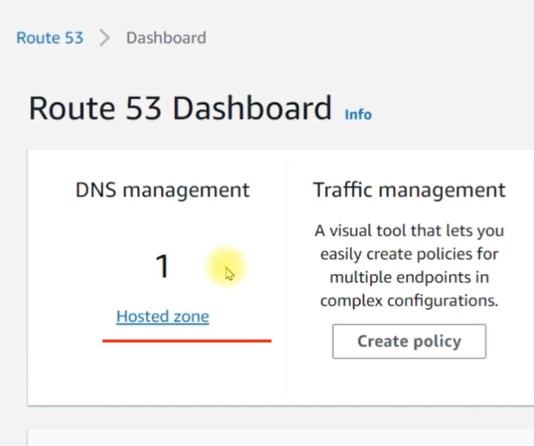 Route 53 > Dashboard
Route 53 Dashboard Info
DNS management
1
Hosted zone
Traffic management
A visual tool that lets you
easily create policies for
multiple endpoints in
complex configurations.
Create policy